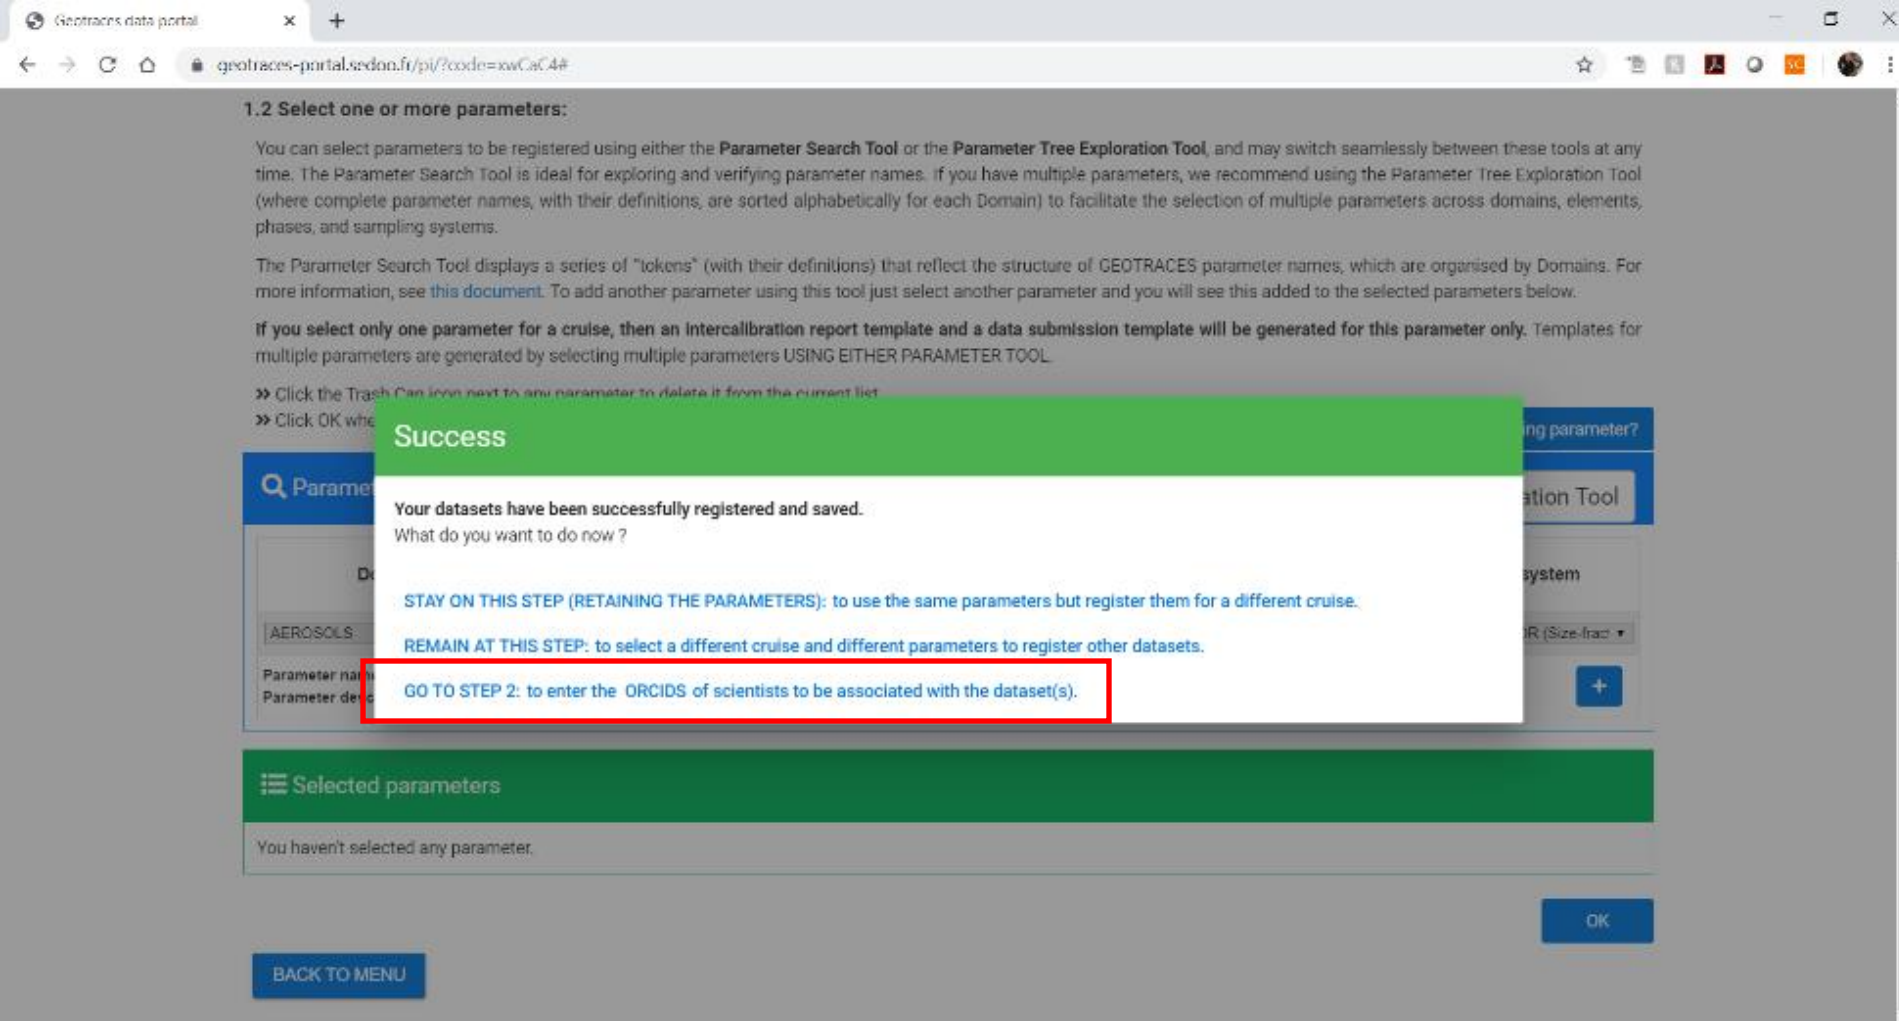 Geotraces data portal
geotraces-portal.sedoo.fr/pi/?code=xwCaC4#
1.2 Select one or more parameters:
You can select parameters to be registered using either the Parameter Search Tool or the Parameter Tree Exploration Tool, and may switch seamlessly between these tools at any
time. The Parameter Search Tool is ideal for exploring and verifying parameter names. If you have multiple parameters, we recommend using the Parameter Tree Exploration Tool
(where complete parameter names, with their definitions, are sorted alphabetically for each Domain) to facilitate the selection of multiple parameters across domains, elements,
phases, and sampling systems.
The Parameter Search Tool displays a series of "tokens" (with their definitions) that reflect the structure of GEOTRACES parameter names, which are organised by Domains. For
more information, see this document. To add another parameter using this tool just select another parameter and you will see this added to the selected parameters below.
If you select only one parameter for a cruise, then an intercalibration report template and a data submission template will be generated for this parameter only. Templates for
multiple parameters are generated by selecting multiple parameters USING EITHER PARAMETER TOOL.
» Click the Trash Can icon next to any parameter to delete it from the current list
» Click OK whe
ing parameter?
Success
Paramet
ation Tool
Your datasets have been successfully registered and saved.
What do you want to do now ?
Do
system
STAY ON THIS STEP (RETAINING THE PARAMETERS): to use the same parameters but register them for a different cruise.
AEROSOLS
R (Size-fract
REMAIN AT THIS STEP: to select a different cruise and different parameters to register other datasets.
Parameter nam
Parameter desc
GO TO STEP 2: to enter the ORCIDS of scientists to be associated with the dataset(s).
+
Selected parameters
You haven't selected any parameter.
OK
BACK TO MENU